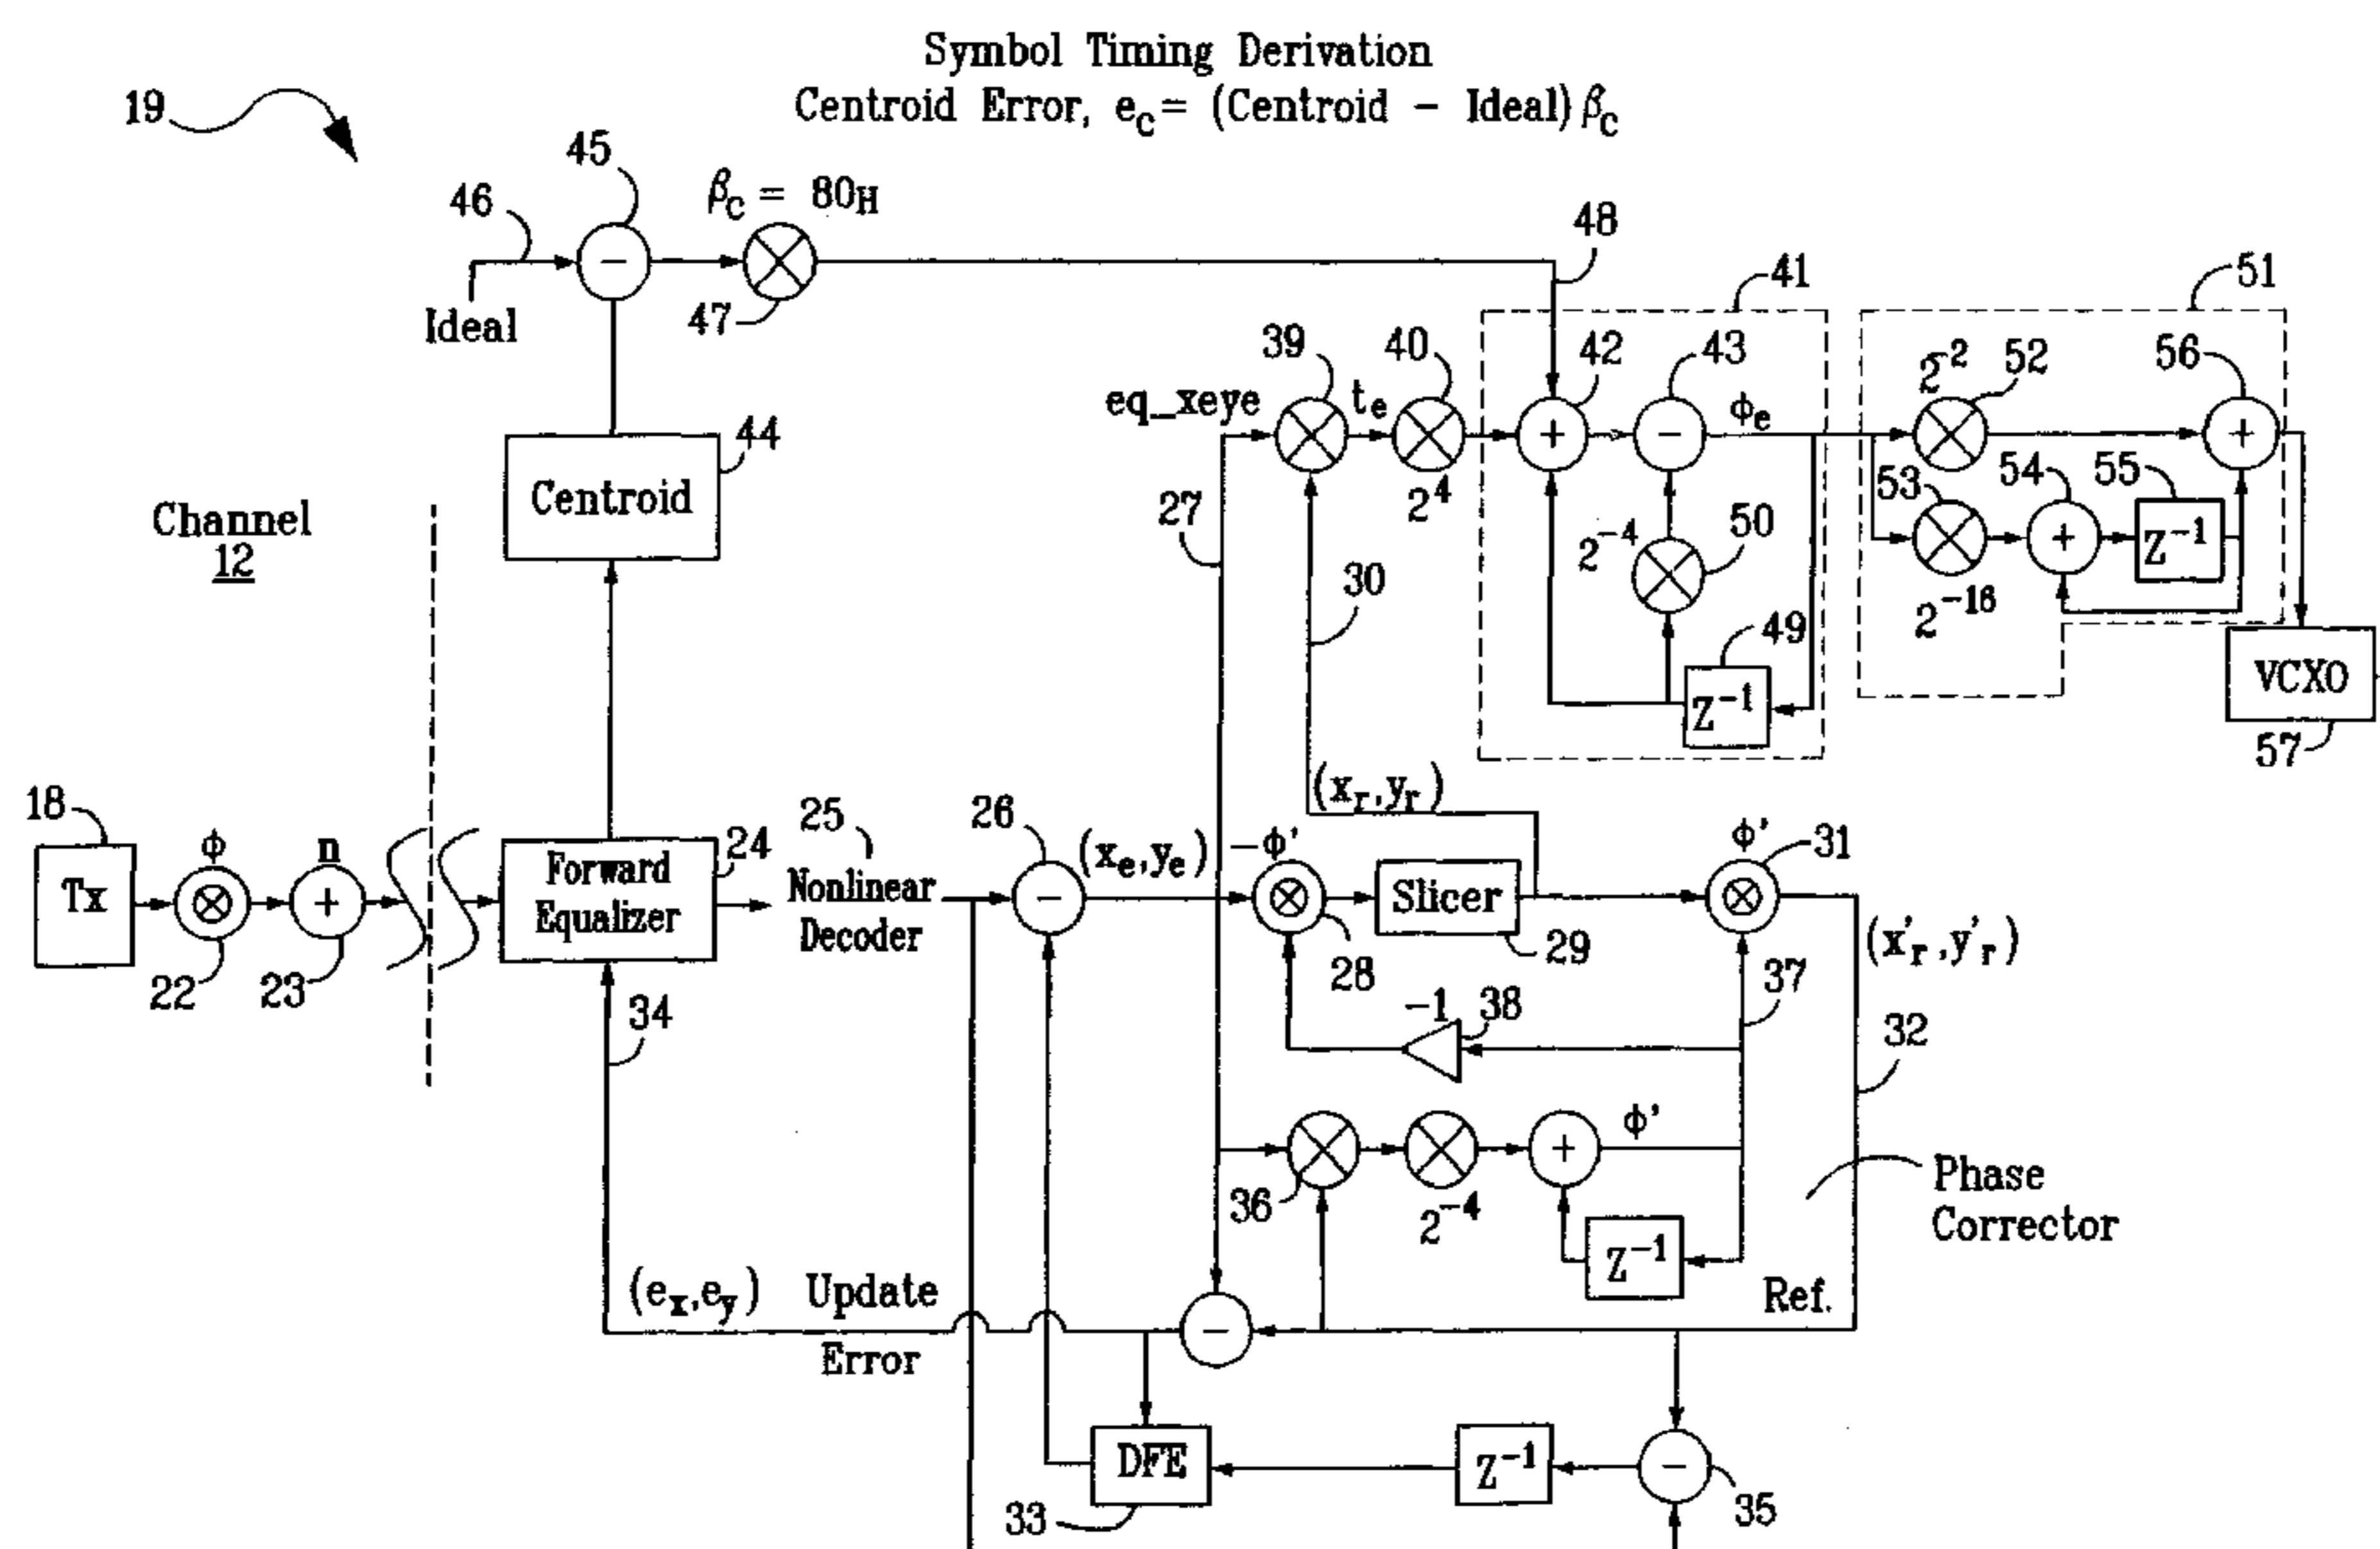 Symbol Timing Derivation
Centroid Error, e_c = (Centroid - Ideal) β_c
19
45
46
β_c = 80_H
48
-
Ideal
47
41
51
39
40
42
43
2^-2
52
56
eq_xeye
t_e
ϕ_e
+
-
+
44
Centroid
27
2^4
2^-4
50
53
54
55
+
Z^-1
2^-16
Channel
12
30
49
Z^-1
VCXO
57
(x_r,y_r)
18
ϕ
n
25
26
(x_e,y_e)
-ϕ'
ϕ'
31
Tx
+
Forward
Equalizer
24
Nonlinear
Decoder
-
Slicer
22
23
28
29
(x'_r,y'_r)
34
-1
38
37
32
ϕ'
+
36
2^-4
Z^-1
Phase
Corrector
(e_x,e_y)
Update
Error
-
Ref.
DFE
Z^-1
-
33
35